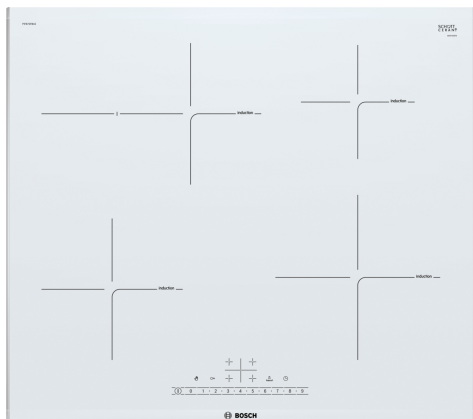 SCHOTT
CERAN®
induction
induction
induction
induction
0 1 · 2 · 3 · 4 · 5 · 6 · 7 · 8 · 9
BOSCH